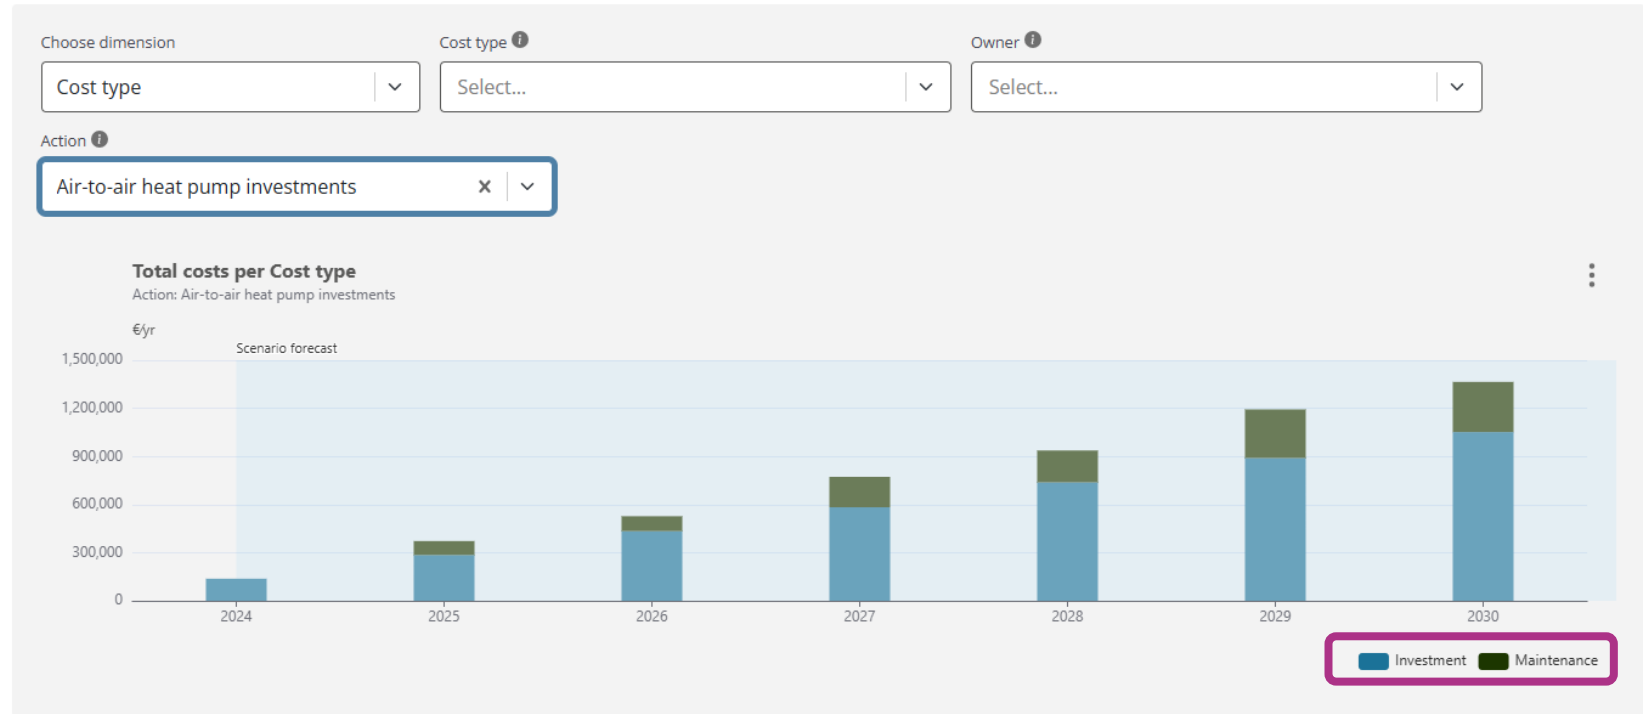 Choose dimension
Cost type
Owner
Cost type
Select...
Select...
Action
Air-to-air heat pump investments
Total costs per Cost type
Action: Air-to-air heat pump investments
€/yr
Scenario forecast
1,500,000
1,200,000
900,000
600,000
300,000
0
2024 2025 2026 2027 2028 2029 2030
Investment Maintenance